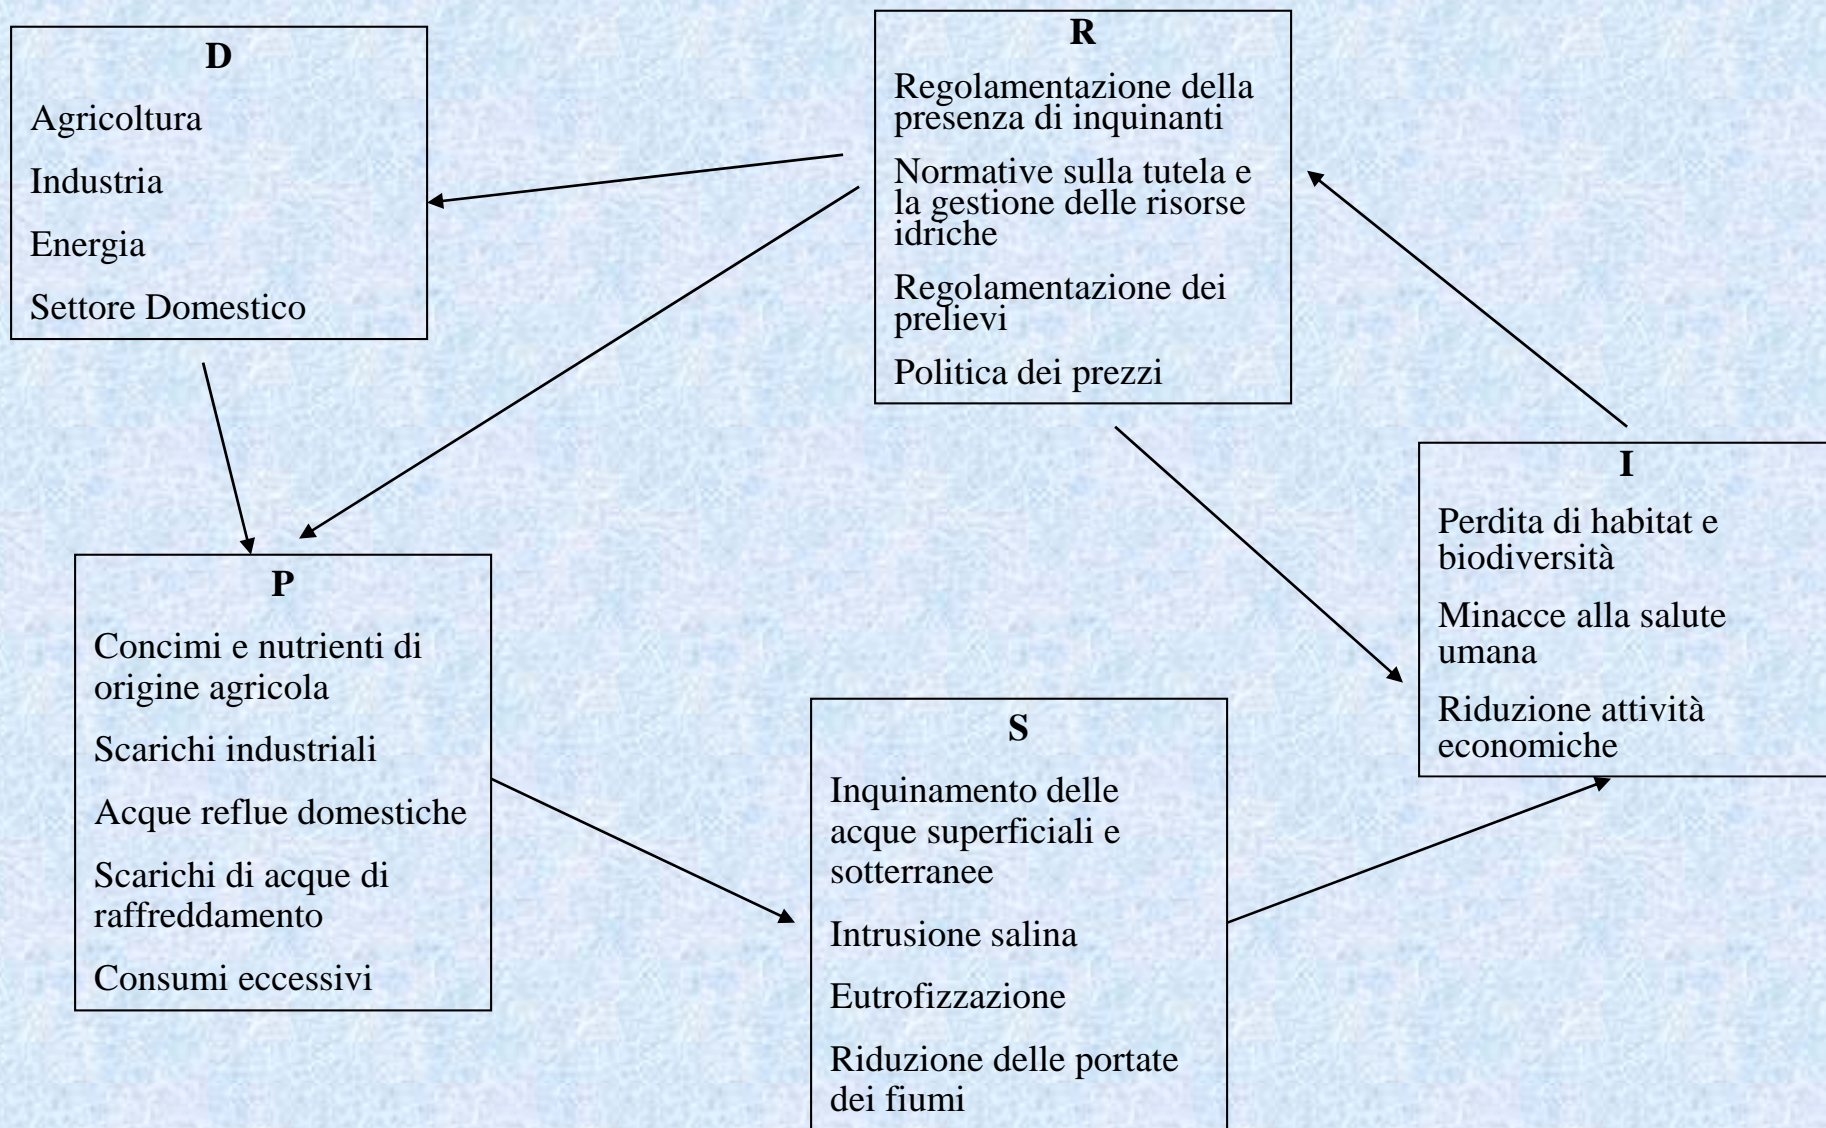 D
Agricoltura
Industria
Energia
Settore Domestico
R
Regolamentazione della
presenza di inquinanti
Normative sulla tutela e
la gestione delle risorse
idriche
Regolamentazione dei
prelievi
Politica dei prezzi
I
Perdita di habitat e
biodiversità
Minacce alla salute
umana
Riduzione attività
economiche
P
Concimi e nutrienti di
origine agricola
Scarichi industriali
Acque reflue domestiche
Scarichi di acque di
raffreddamento
Consumi eccessivi
S
Inquinamento delle
acque superficiali e
sotterranee
Intrusione salina
Eutrofizzazione
Riduzione delle portate
dei fiumi